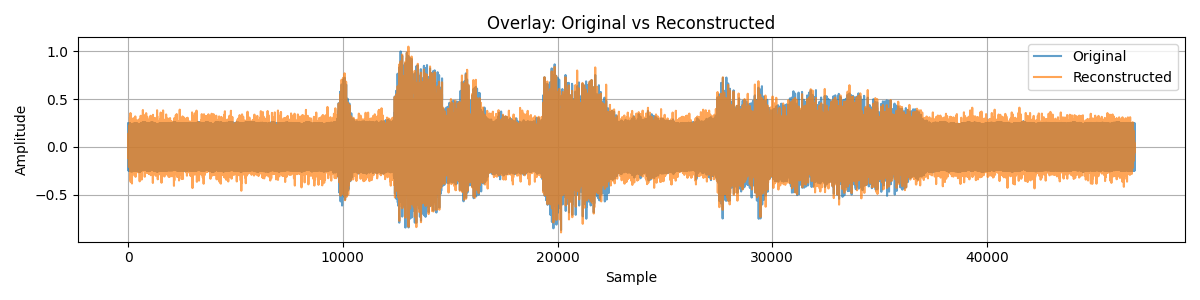 Overlay: Original vs Reconstructed
Original
Reconstructed
Amplitude
1.0
0.5
0.0
−0.5
0
10000
20000
30000
40000
Sample